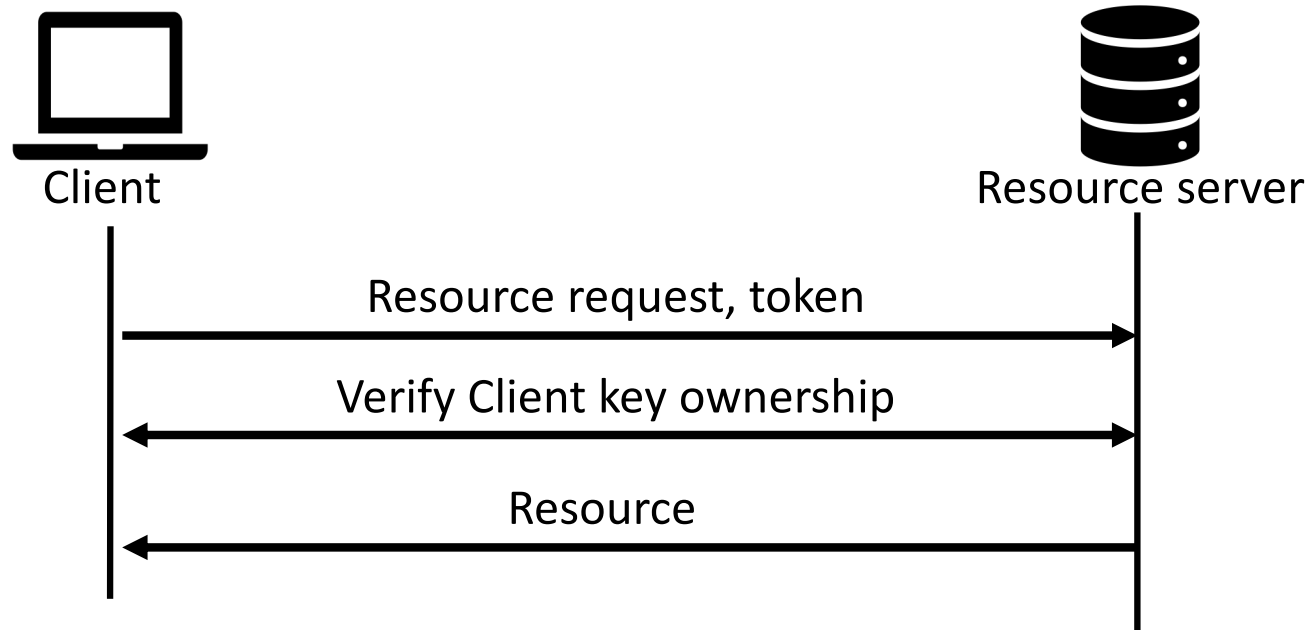 Client
Resource server
Resource request, token
Verify Client key ownership
Resource